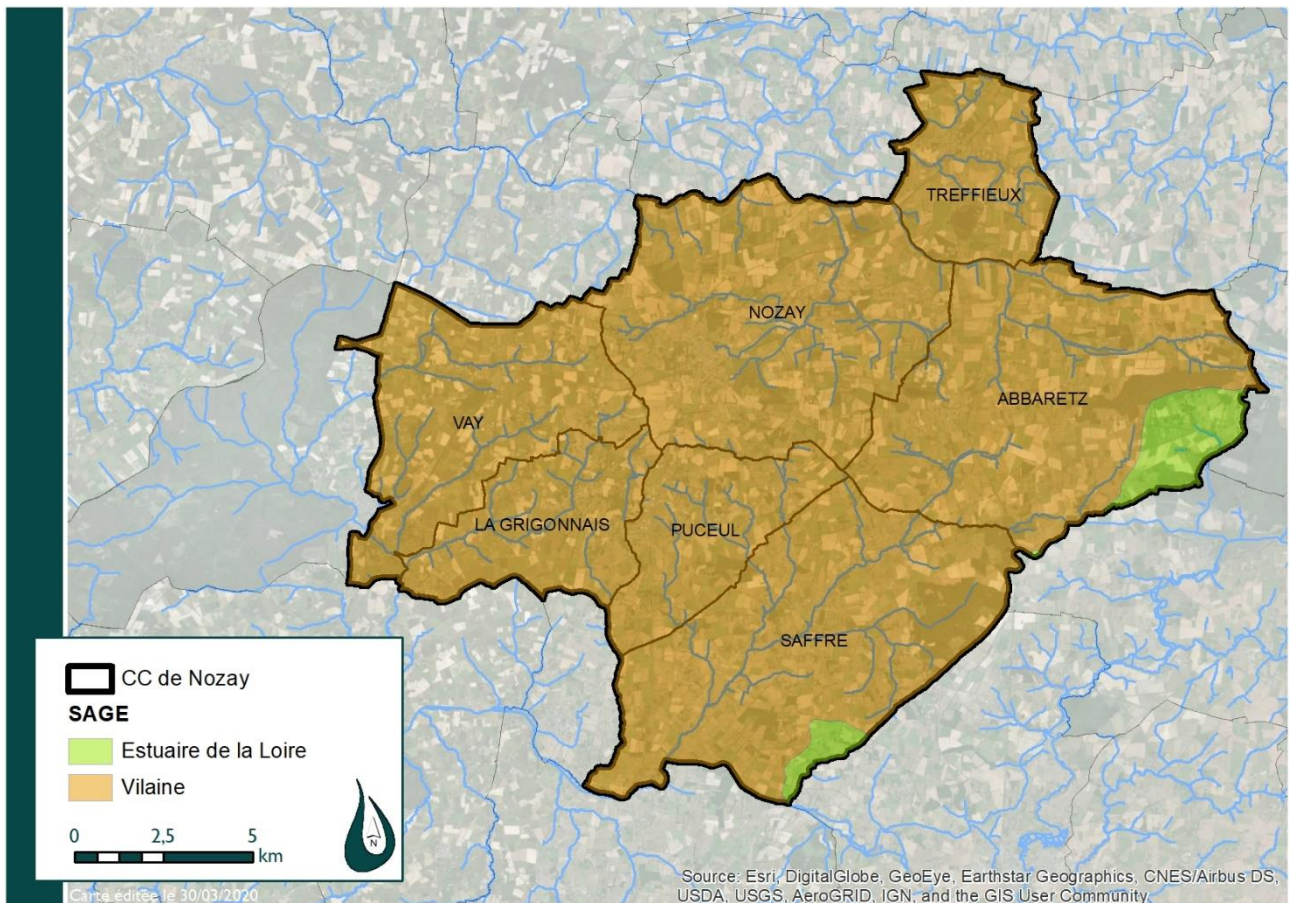 TREFFIEUX
NOZAY
ABBARETZ
VAY
LA GRIGONNAIS
PUCEUL
SAFFRE
CC de Nozay
SAGE
Estuaire de la Loire
Vilaine
0 2,5 5
km
N
Carte éditée le 30/03/2020
Source: Esri, DigitalGlobe, GeoEye, Earthstar Geographics, CNES/Airbus DS,
USDA, USGS, AeroGRID, IGN, and the GIS User Community